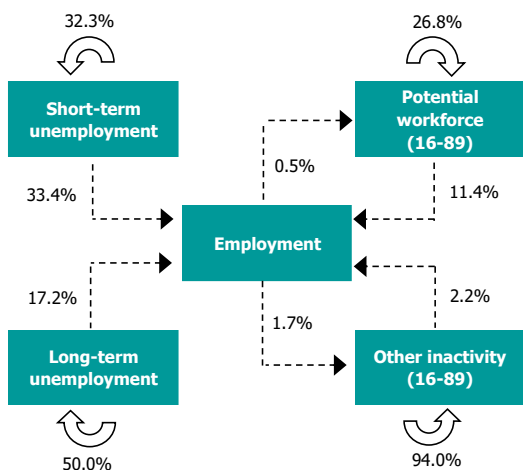 32.3%
26.8%
Short-term
unemployment
Potential
workforce
(16-89)
0.5%
33.4%
11.4%
Employment
17.2%
2.2%
1.7%
Long-term
unemployment
Other inactivity
(16-89)
50.0%
94.0%